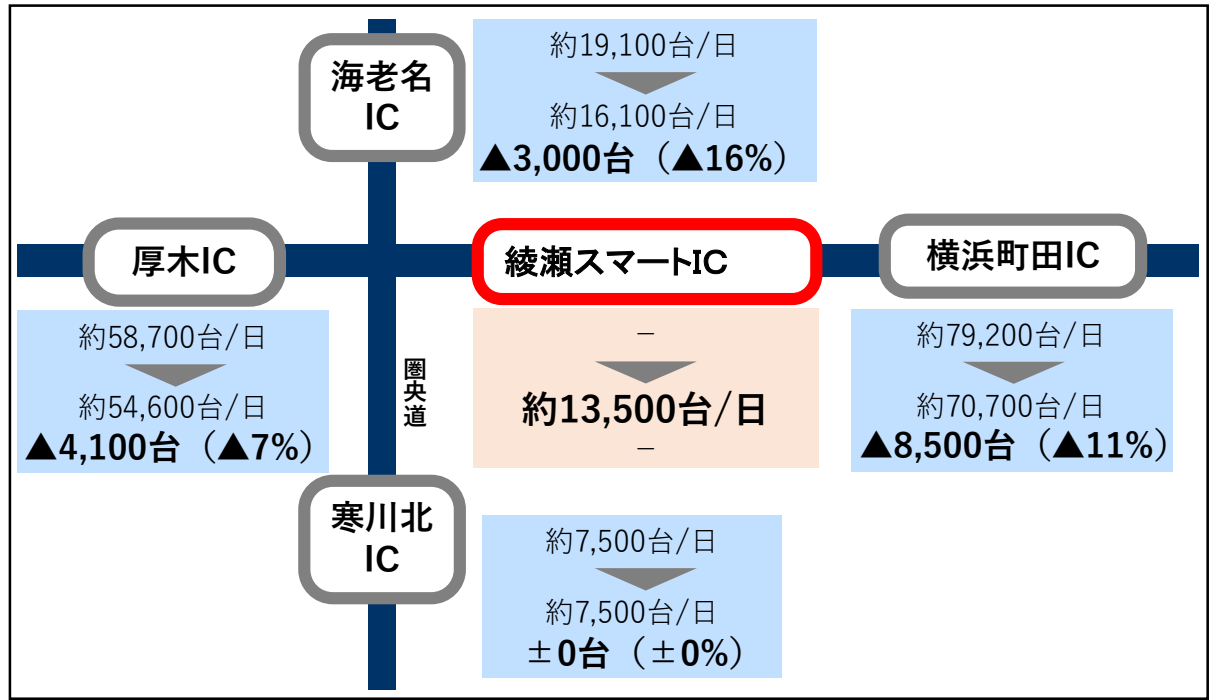 海老名
IC
約19,100台/日
約16,100台/日
▲3,000台（▲16%）
厚木IC
約58,700台/日
約54,600台/日
▲4,100台（▲7%）
綾瀬スマートIC
－
約13,500台/日
－
横浜町田IC
約79,200台/日
約70,700台/日
▲8,500台（▲11%）
圏央道
寒川北
IC
約7,500台/日
約7,500台/日
±0台（±0%）